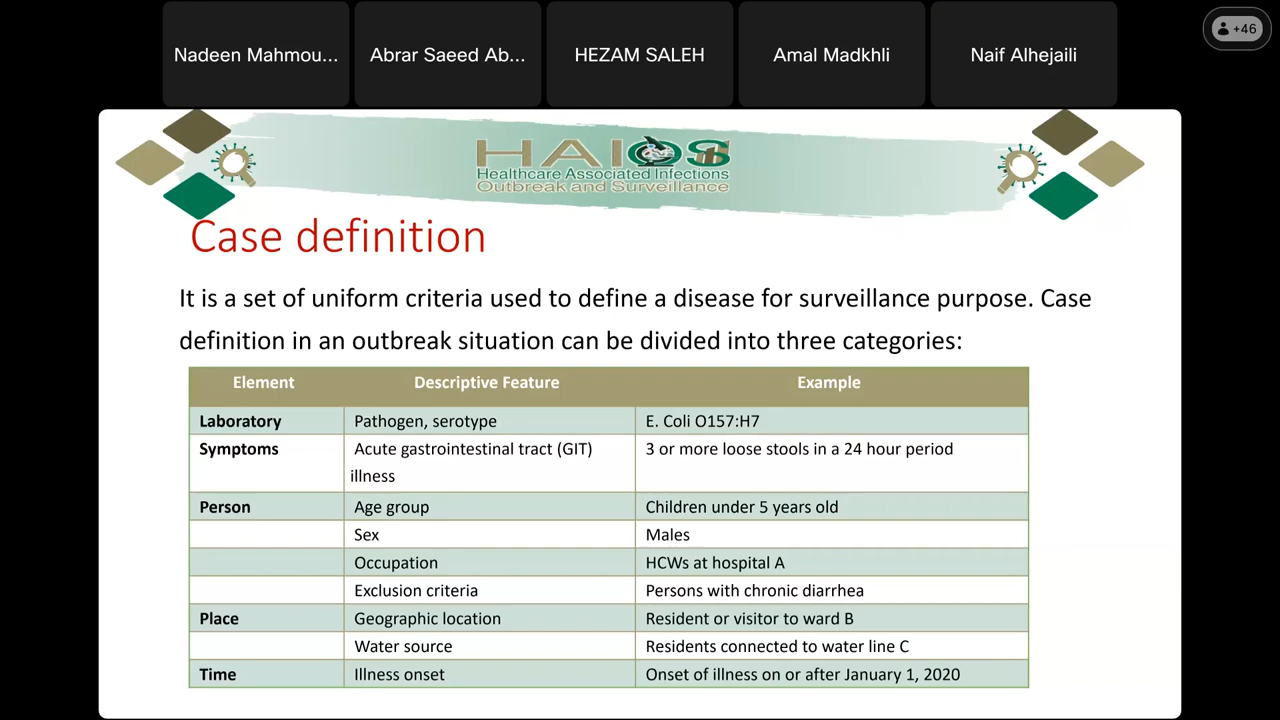 Nadeen Mahmou...
Abrar Saeed Ab...
HEZAM SALEH
Amal Madkhli
Naif Alhejaili
+46
HAIOS
Healthcare Associated Infections
Outbreak and Surveillance
Case definition
It is a set of uniform criteria used to define a disease for surveillance purpose. Case
definition in an outbreak situation can be divided into three categories:
Element Descriptive Feature Example
Laboratory Pathogen, serotype E. Coli O157:H7
Symptoms Acute gastrointestinal tract (GIT) 3 or more loose stools in a 24 hour period
illness
Person Age group Children under 5 years old
Sex Males
Occupation HCWs at hospital A
Exclusion criteria Persons with chronic diarrhea
Place Geographic location Resident or visitor to ward B
Water source Residents connected to water line C
Time Illness onset Onset of illness on or after January 1, 2020